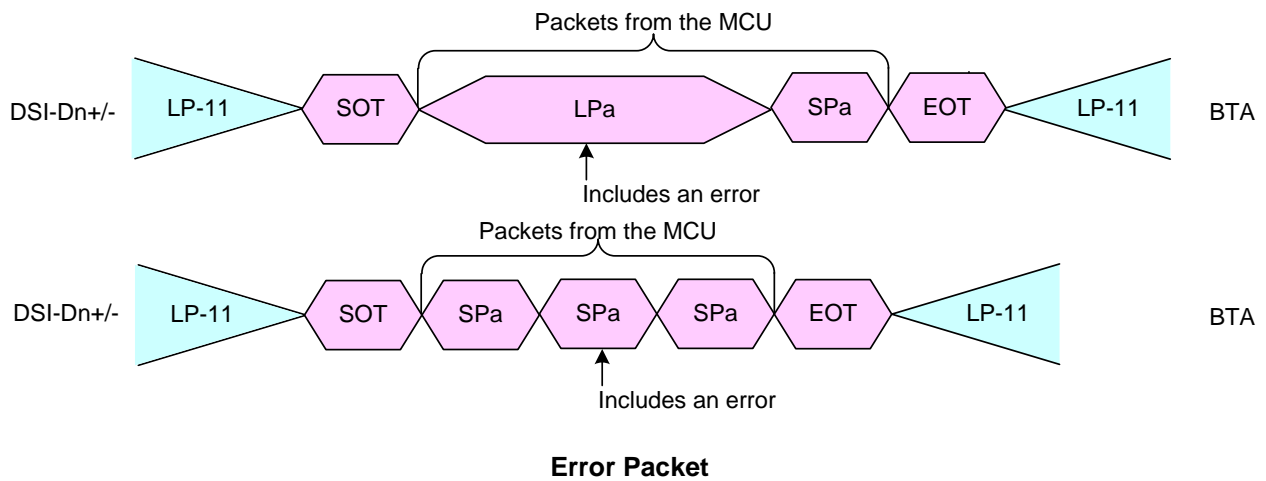 Packets from the MCU
DSI-Dn+/- LP-11 SOT LPa SPa EOT LP-11 BTA
Includes an error
Packets from the MCU
DSI-Dn+/- LP-11 SOT SPa SPa SPa EOT LP-11 BTA
Includes an error
Error Packet